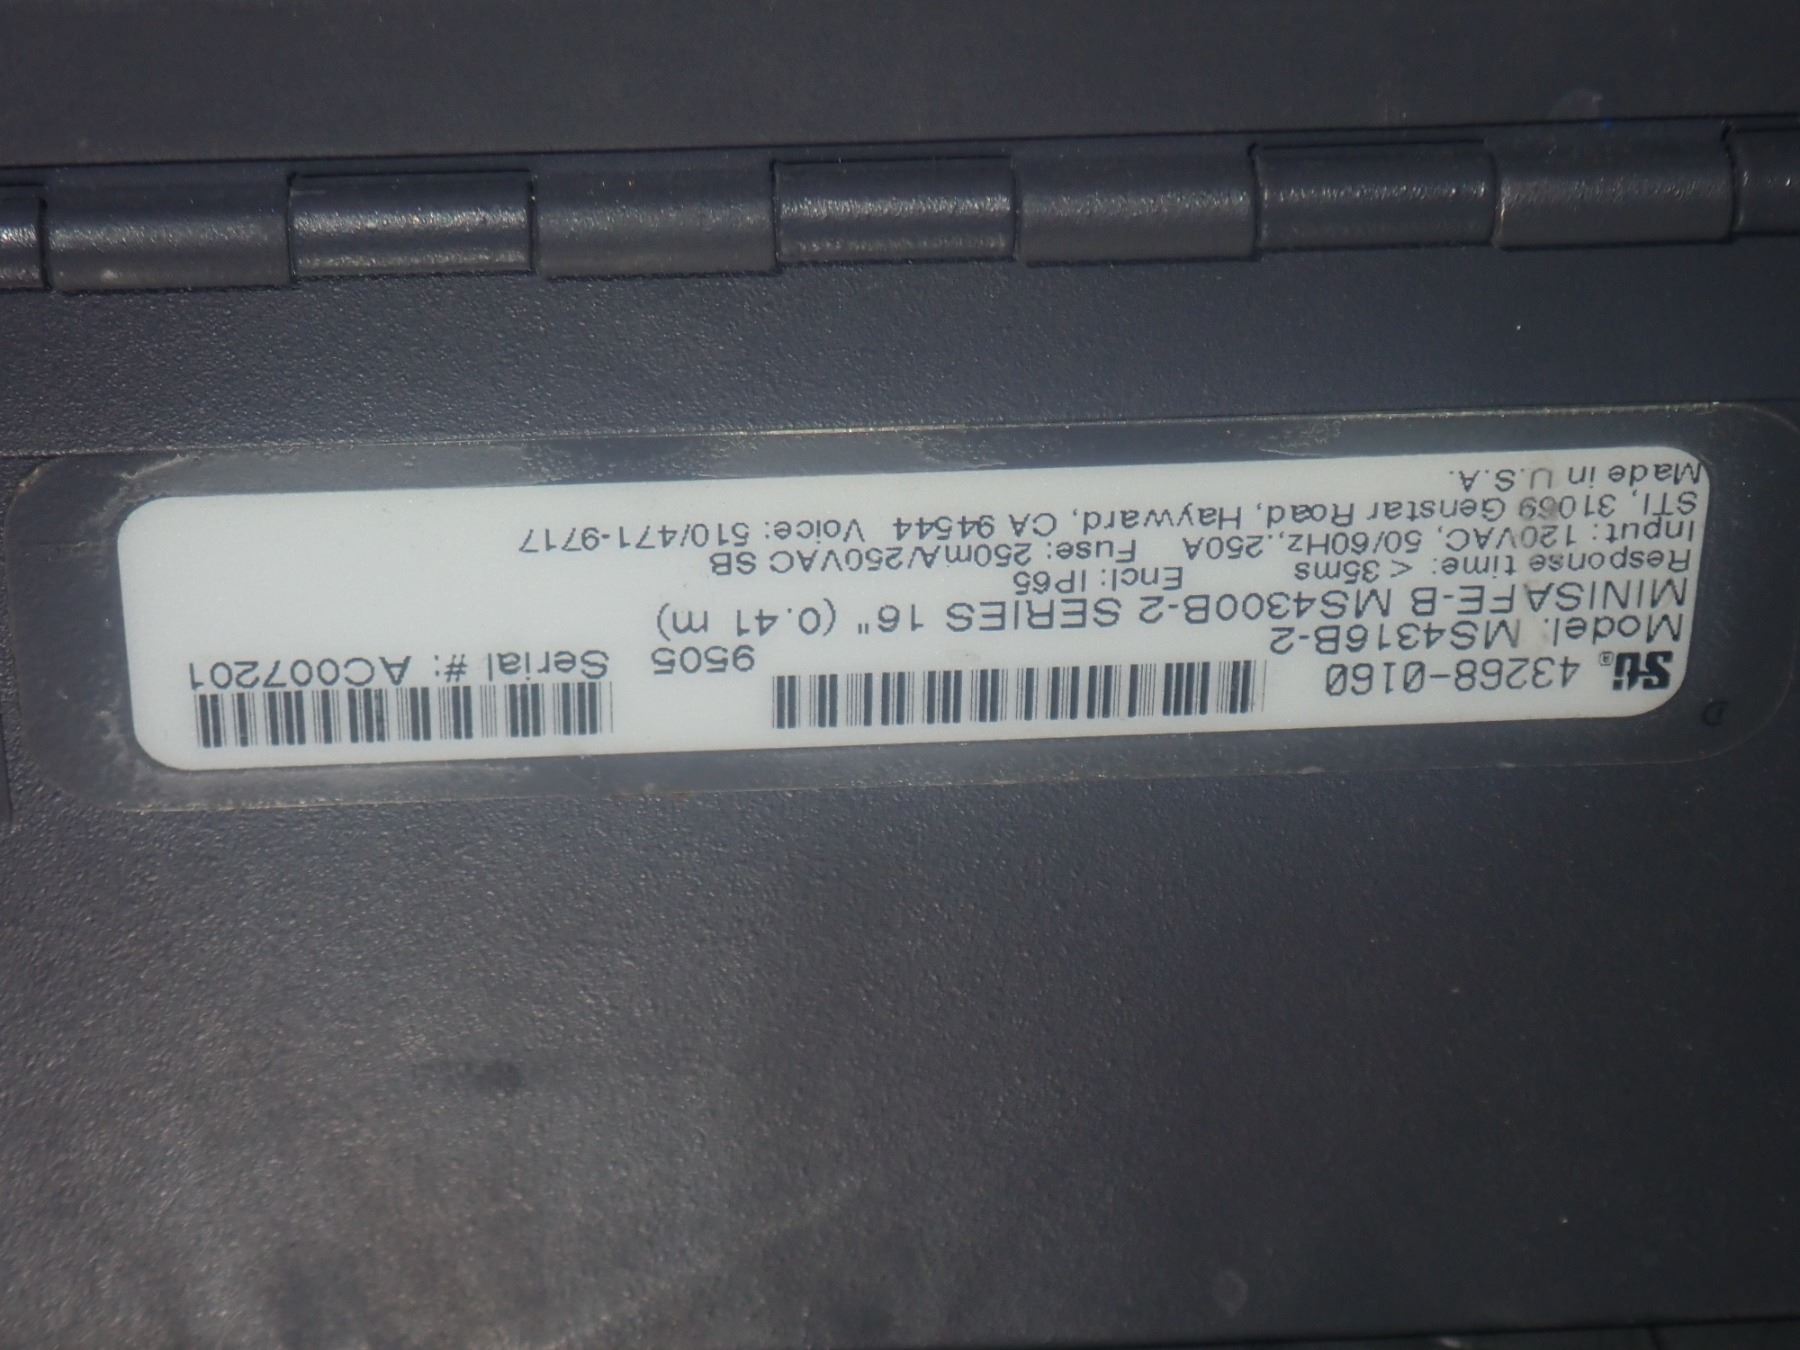 STi® 43268-0160 9505 Serial #: AC007201
Model: MS4316B-2
MINISAFE-B MS4300B-2 SERIES 16" (0.41 m)
Response time: < 35ms Encl: IP65
Input: 120VAC, 50/60Hz, .250A Fuse: 250mA/250VAC SB
STI, 31069 Genstar Road, Hayward, CA 94544 Voice: 510/471-9717
Made in U.S.A.
D